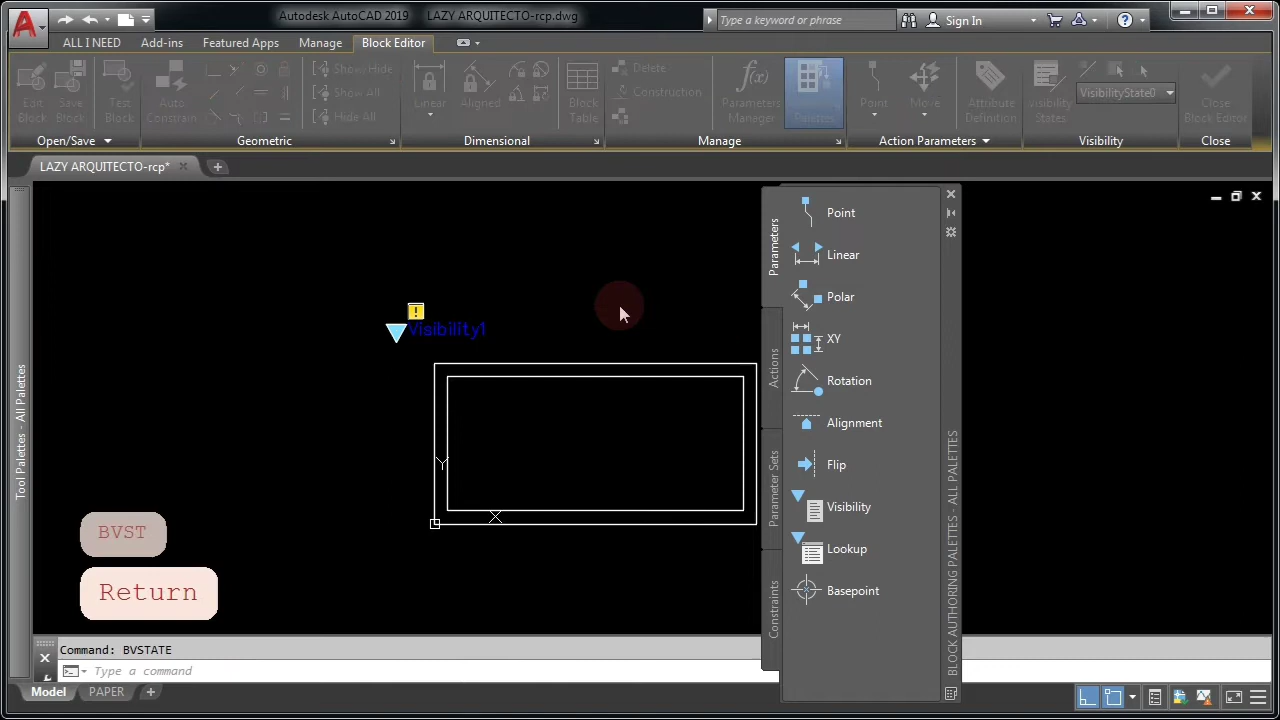 Autodesk AutoCAD 2019 LAZY ARQUITECTO-rcp.dwg
Type a keyword or phrase
Sign In
ALL I NEED Add-ins Featured Apps Manage Block Editor
Edit Block
Save Block
Test Block
Auto Constrain
Show/Hide
Show All
Hide All
Linear
Aligned
Block Table
Delete
Construction
Parameters Manager
f(x)
Palettes
Point
Move
Attribute Definition
Visibility States
VisibilityState0
Close Block Editor
Open/Save Geometric Dimensional Manage Action Parameters Visibility Close
LAZY ARQUITECTO-rcp*
Visibility1
Y
X
Point
Linear
Polar
XY
Rotation
Alignment
Flip
Visibility
Lookup
Basepoint
Parameters
Actions
Parameter Sets
Constraints
BLOCK AUTHORING PALETTES - ALL PALETTES
Tool Palettes - All Palettes
BVST
Return
Command: BVSTATE
Type a command
Model PAPER